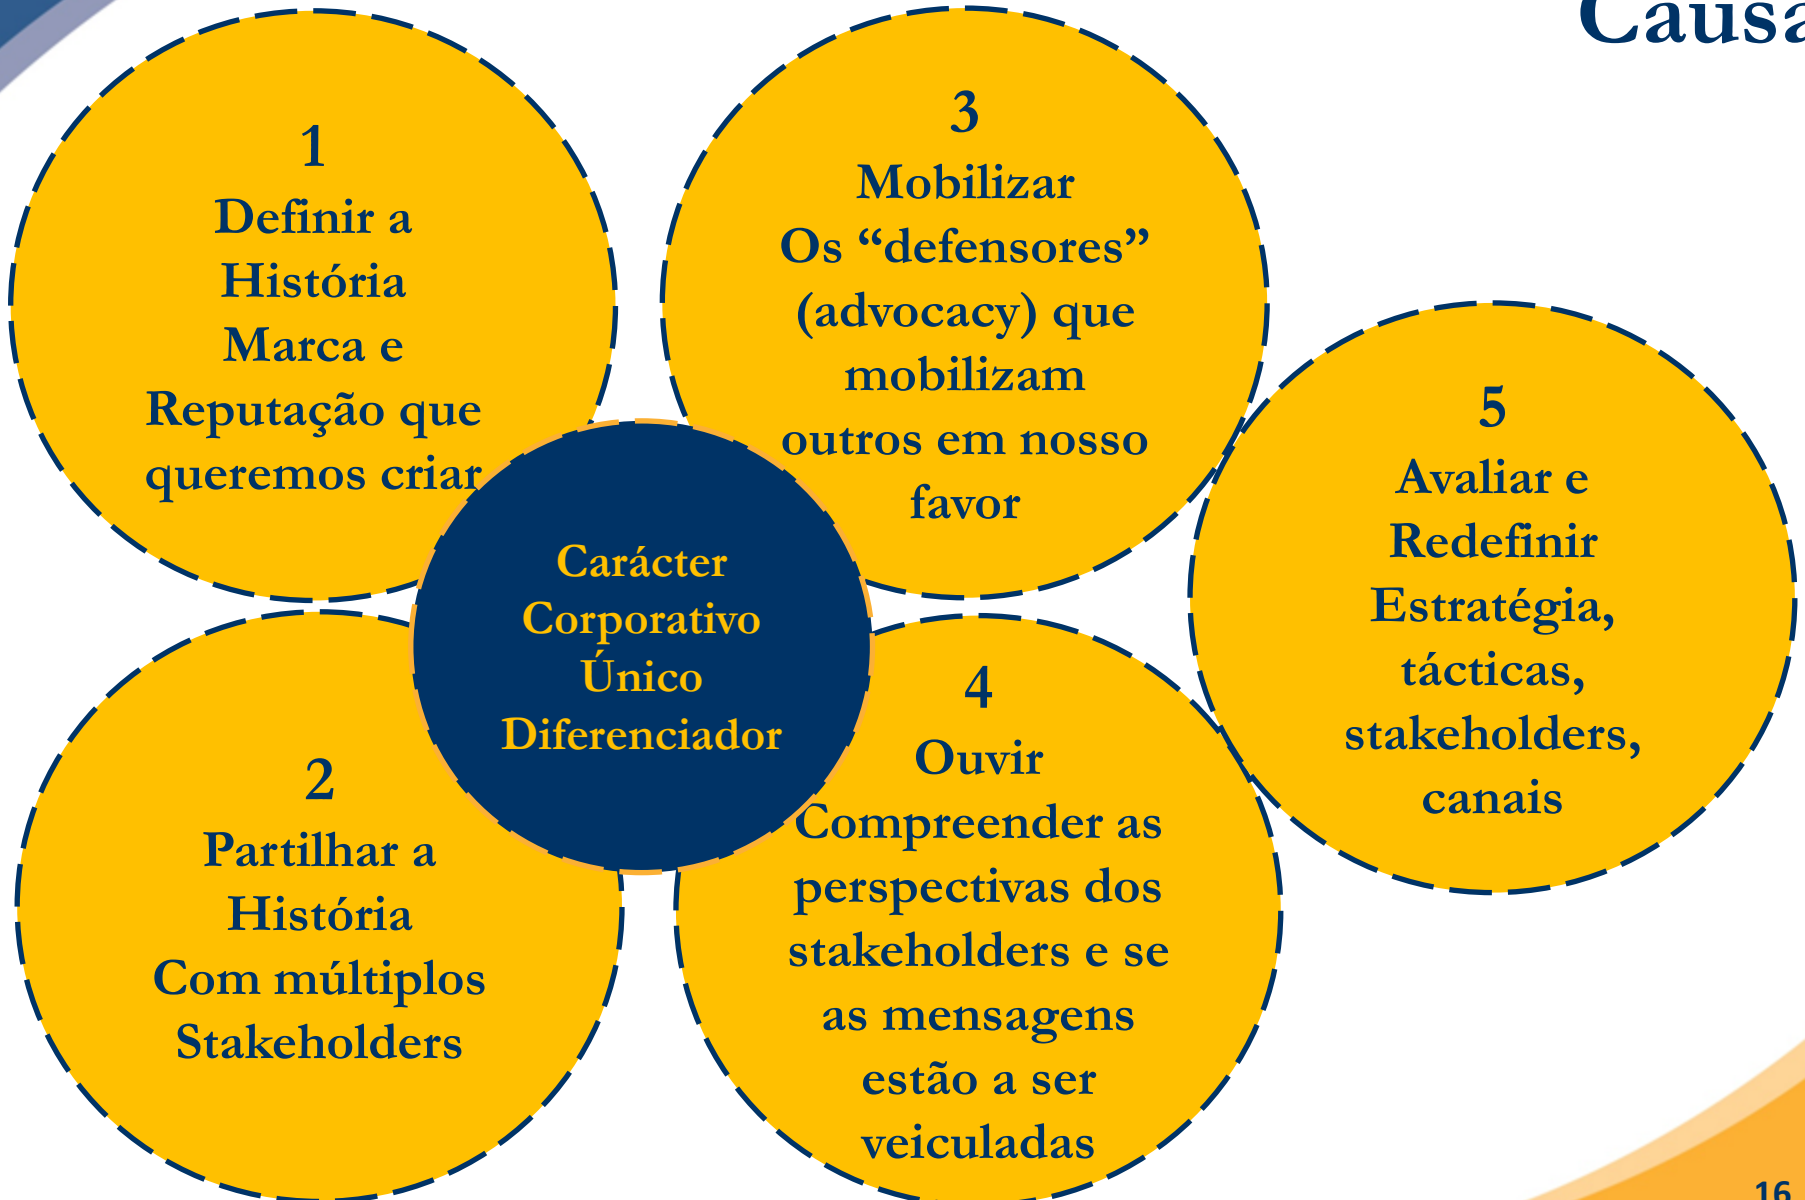 Causa
1
Definir a
História
Marca e
Reputação que
queremos criar
2
Partilhar a
História
Com múltiplos
Stakeholders
3
Mobilizar
Os “defensores”
(advocacy) que
mobilizam
outros em nosso
favor
4
Ouvir
Compreender as
perspectivas dos
stakeholders e se
as mensagens
estão a ser
veiculadas
5
Avaliar e
Redefinir
Estratégia,
tácticas,
stakeholders,
canais
Carácter
Corporativo
Único
Diferenciador
16